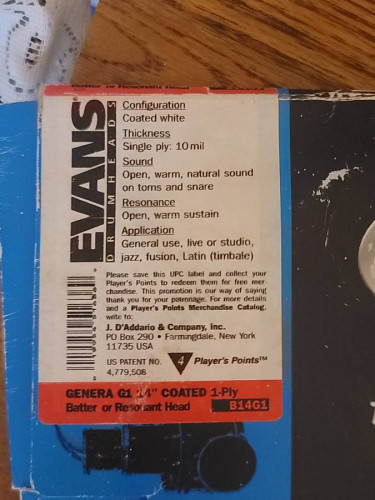 Batter or Resonant Head
EVANS
DRUMHEADS
Configuration
Coated white
Thickness
Single ply: 10 mil
Sound
Open, warm, natural sound
on toms and snare
Resonance
Open, warm sustain
Application
General use, live or studio,
jazz, fusion, Latin (timbale)
Please save this UPC label and collect your
Player's Points to redeem them for free mer-
chandise. This promotion is our way of saying
thank you for your patronage. For more details
and a Player's Points Merchandise Catalog,
write to:
J. D'Addario & Company, Inc.
PO Box 290 • Farmingdale, New York
11735 USA
US PATENT NO.
4,779,508
4 Player's Points™
GENERA G1 14" COATED 1-Ply
Batter or Resonant Head
B14G1